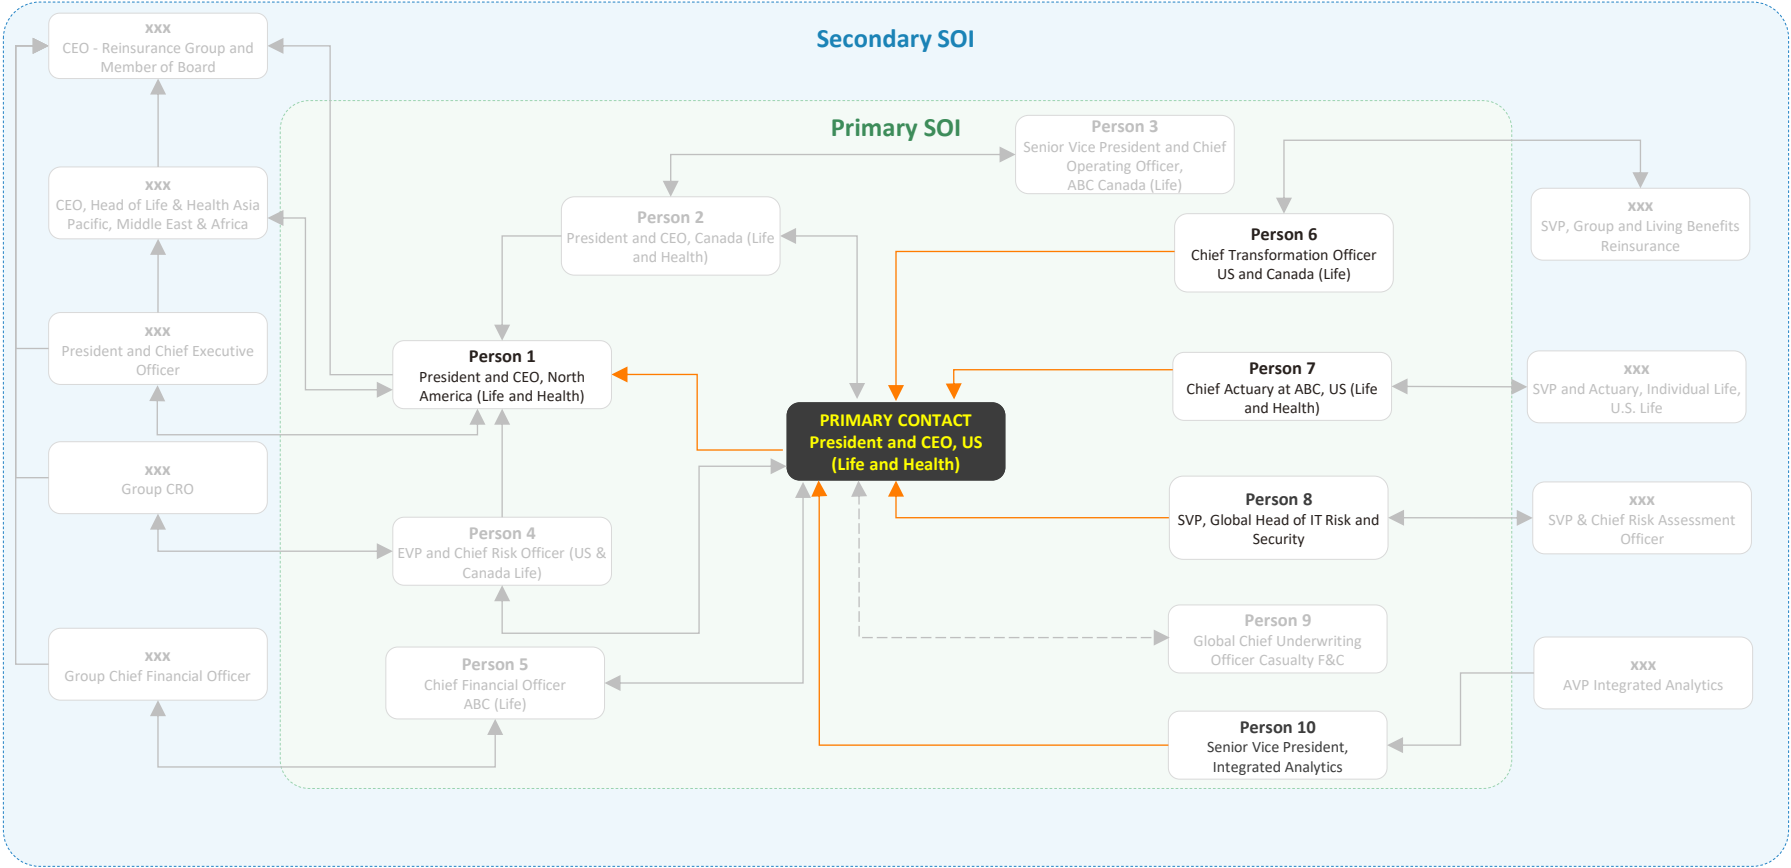 Secondary SOI
xxx
CEO - Reinsurance Group and
Member of Board
xxx
CEO, Head of Life & Health Asia
Pacific, Middle East & Africa
xxx
President and Chief Executive
Officer
xxx
Group CRO
xxx
Group Chief Financial Officer
Primary SOI
Person 3
Senior Vice President and Chief
Operating Officer,
ABC Canada (Life)
Person 2
President and CEO, Canada (Life
and Health)
Person 1
President and CEO, North
America (Life and Health)
Person 4
EVP and Chief Risk Officer (US &
Canada Life)
Person 5
Chief Financial Officer
ABC (Life)
PRIMARY CONTACT
President and CEO, US
(Life and Health)
Person 6
Chief Transformation Officer
US and Canada (Life)
Person 7
Chief Actuary at ABC, US (Life
and Health)
Person 8
SVP, Global Head of IT Risk and
Security
Person 9
Global Chief Underwriting
Officer Casualty F&C
Person 10
Senior Vice President,
Integrated Analytics
xxx
SVP, Group and Living Benefits
Reinsurance
xxx
SVP and Actuary, Individual Life,
U.S. Life
xxx
SVP & Chief Risk Assessment
Officer
xxx
AVP Integrated Analytics